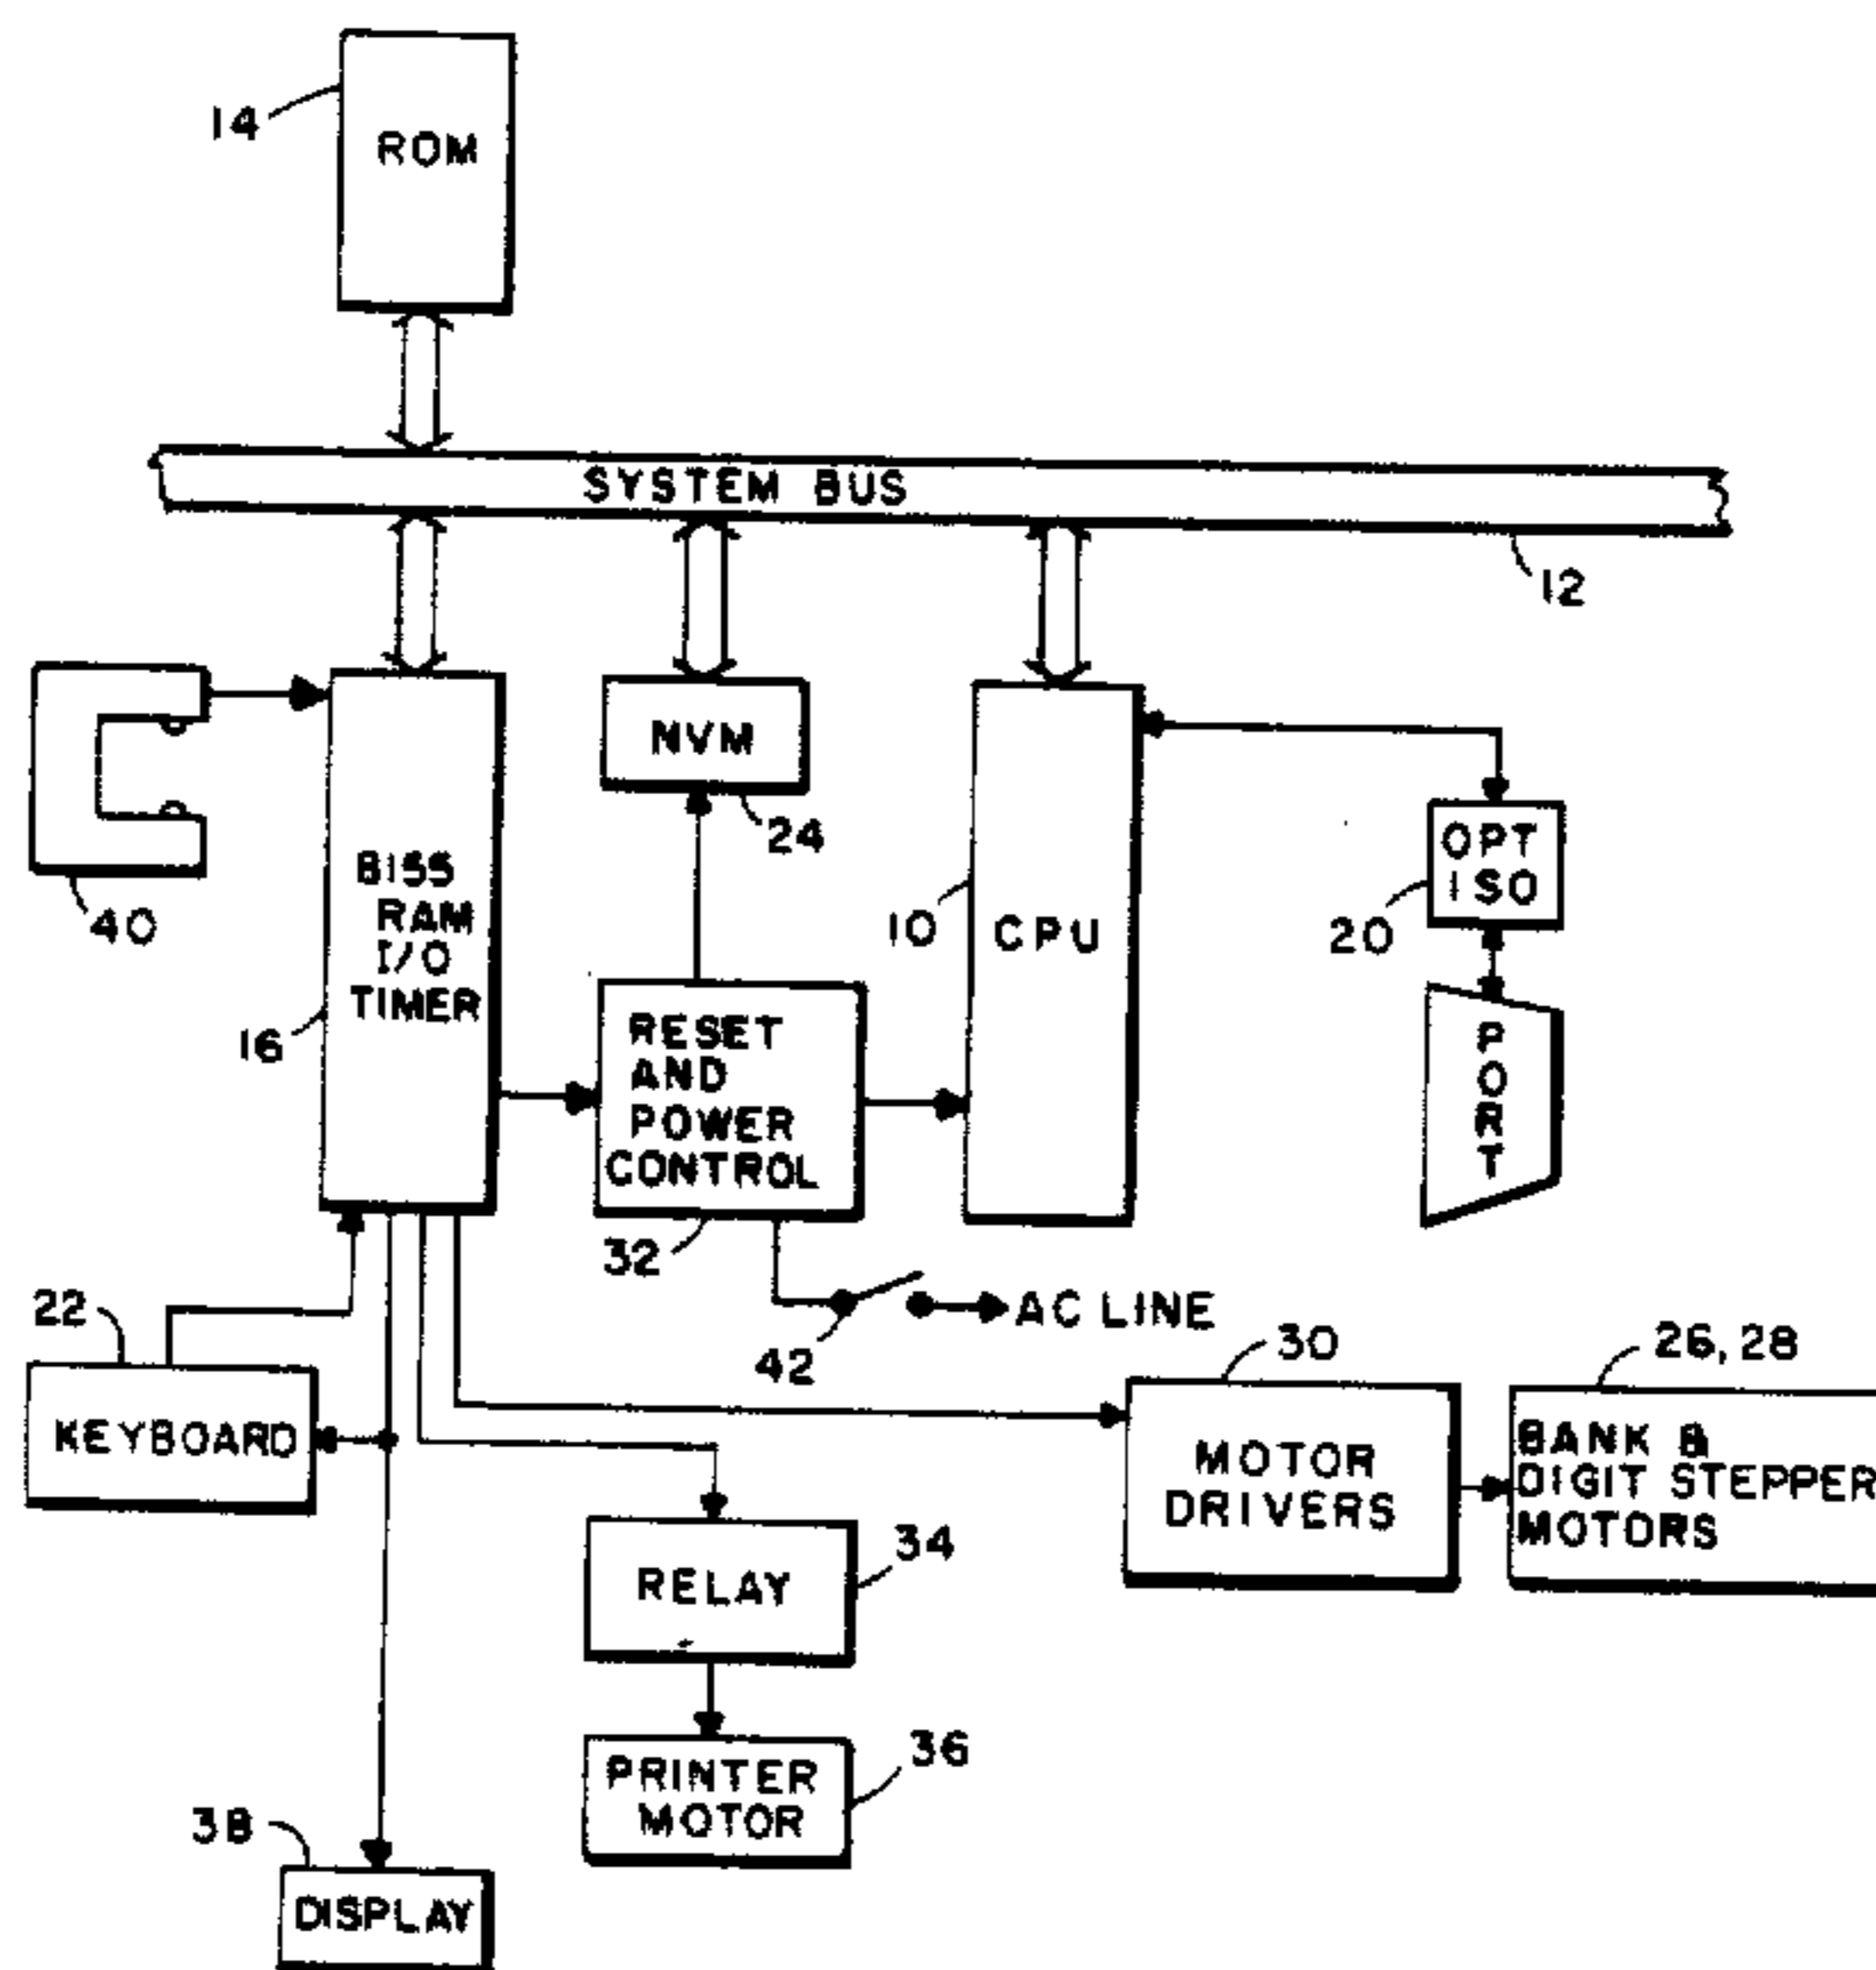 14
ROM
SYSTEM BUS
12
40
8155
RAM
I/O
TIMER
16
NVM
24
10
CPU
OPT
ISO
20
PORT
RESET
AND
POWER
CONTROL
32
42
AC LINE
22
KEYBOARD
30
MOTOR
DRIVERS
26, 28
BANK &
DIGIT STEPPER
MOTORS
34
RELAY
36
PRINTER
MOTOR
38
DISPLAY